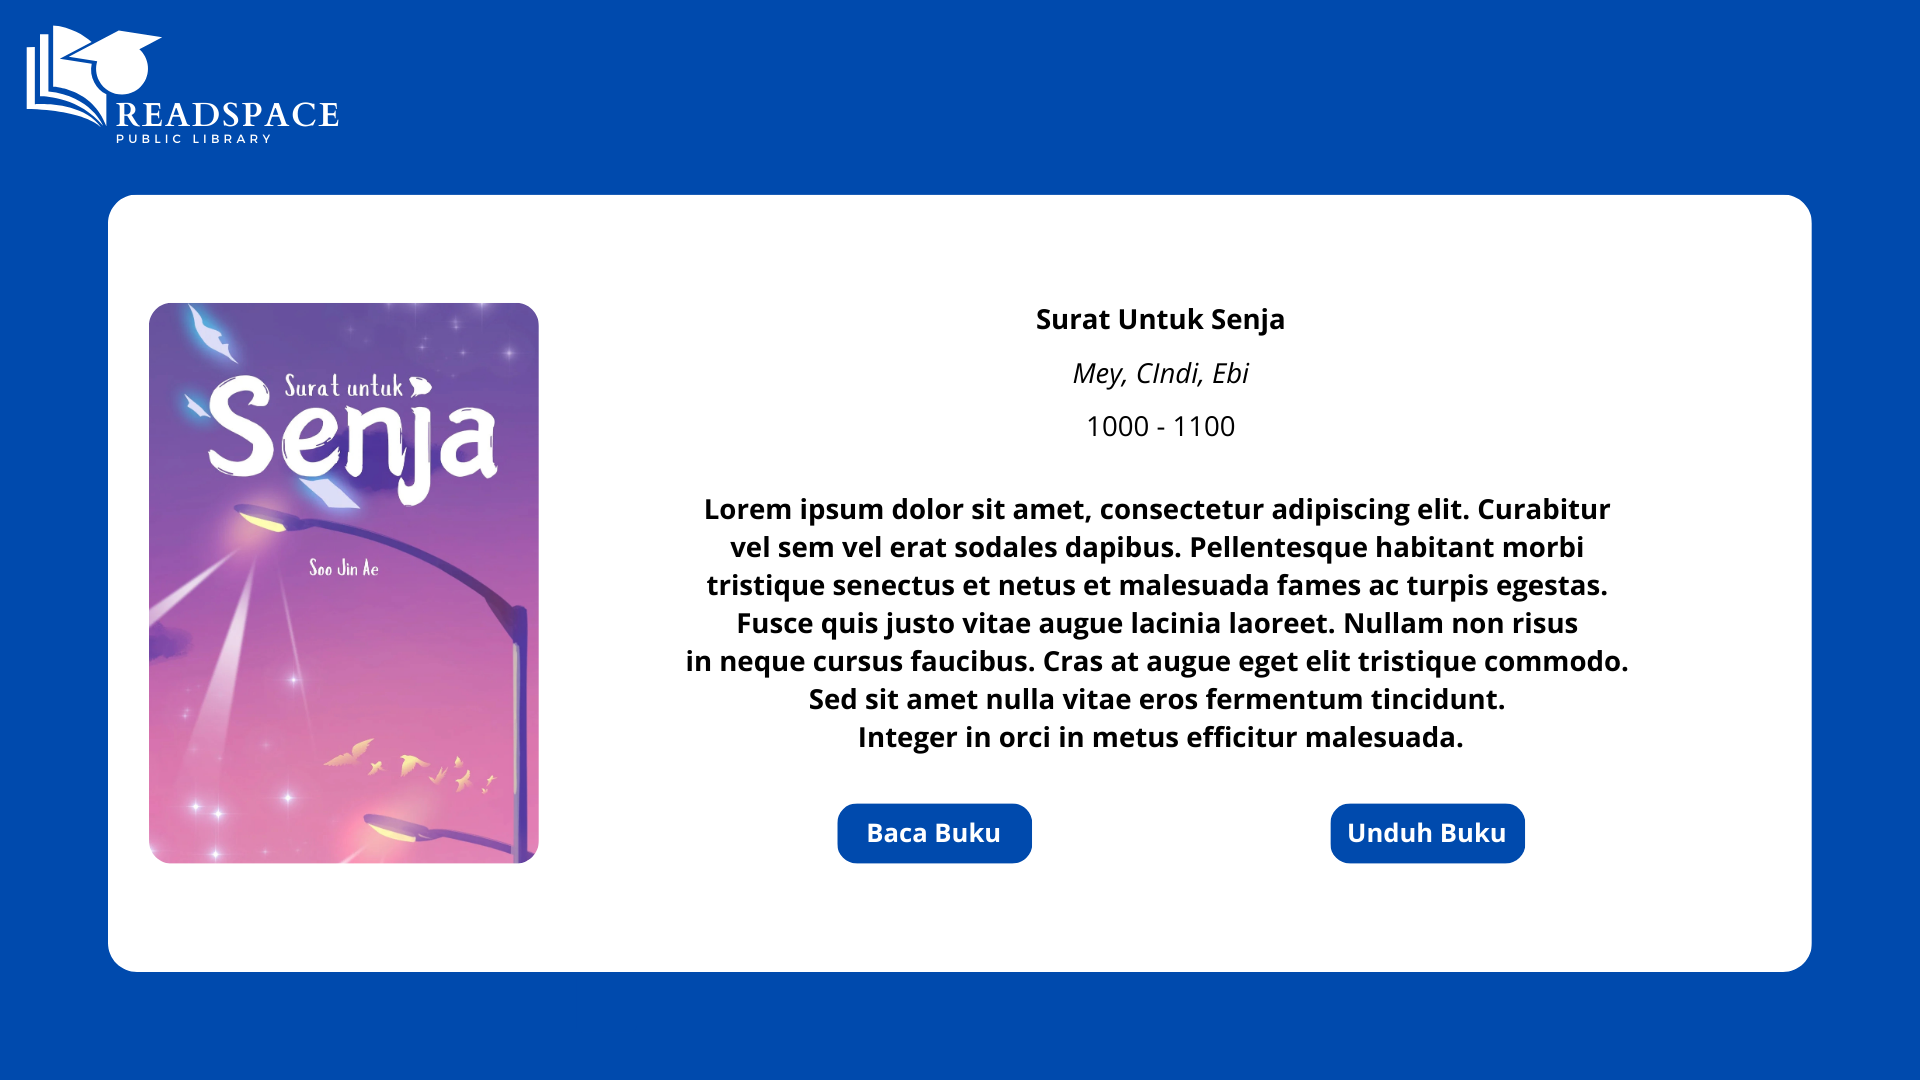 READSPACE
PUBLIC LIBRARY
Surat untuk
Senja
Soo Jin Ae
Surat Untuk Senja
Mey, CIndi, Ebi
1000 - 1100
Lorem ipsum dolor sit amet, consectetur adipiscing elit. Curabitur
vel sem vel erat sodales dapibus. Pellentesque habitant morbi
tristique senectus et netus et malesuada fames ac turpis egestas.
Fusce quis justo vitae augue lacinia laoreet. Nullam non risus
in neque cursus faucibus. Cras at augue eget elit tristique commodo.
Sed sit amet nulla vitae eros fermentum tincidunt.
Integer in orci in metus efficitur malesuada.
Baca Buku
Unduh Buku